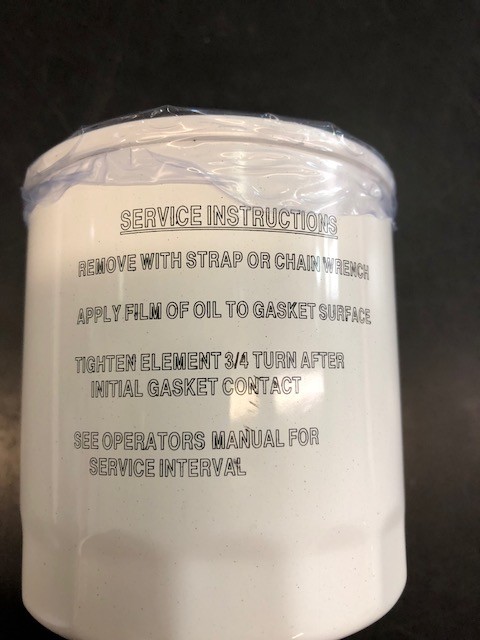 SERVICE INSTRUCTIONS
REMOVE WITH STRAP OR CHAIN WRENCH
APPLY FILM OF OIL TO GASKET SURFACE
TIGHTEN ELEMENT 3/4 TURN AFTER
INITIAL GASKET CONTACT
SEE OPERATORS MANUAL FOR
SERVICE INTERVAL